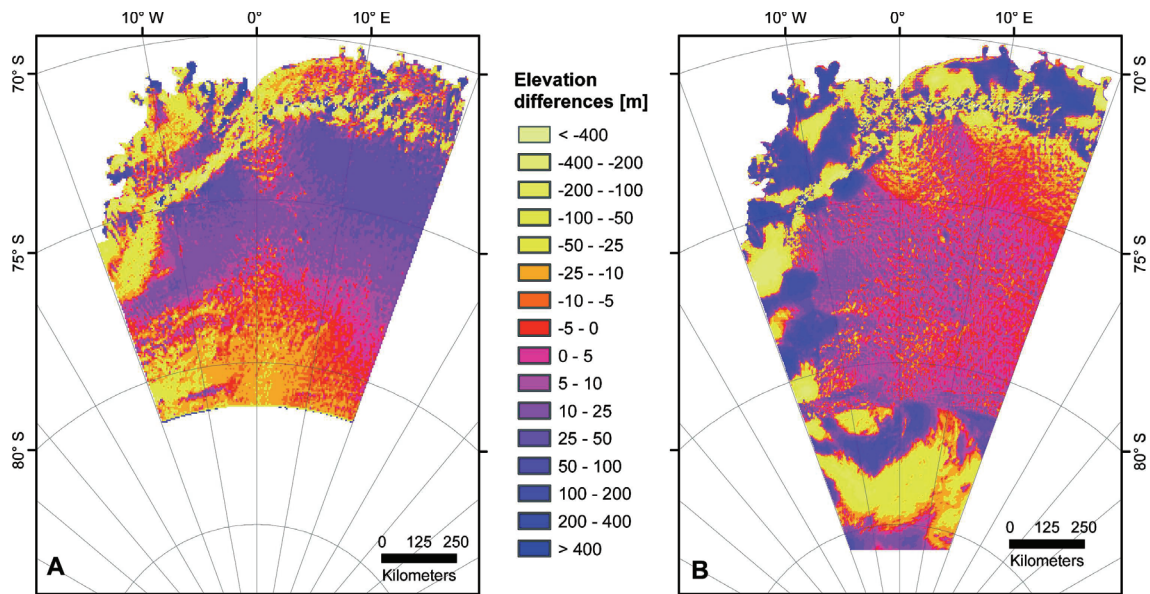 10° W
0°
10° E
70° S
75° S
80° S
0 125 250
Kilometers
A
Elevation
differences [m]
< -400
-400 - -200
-200 - -100
-100 - -50
-50 - -25
-25 - -10
-10 - -5
-5 - 0
0 - 5
5 - 10
10 - 25
25 - 50
50 - 100
100 - 200
200 - 400
> 400
10° W
0°
10° E
70° S
75° S
80° S
0 125 250
Kilometers
B